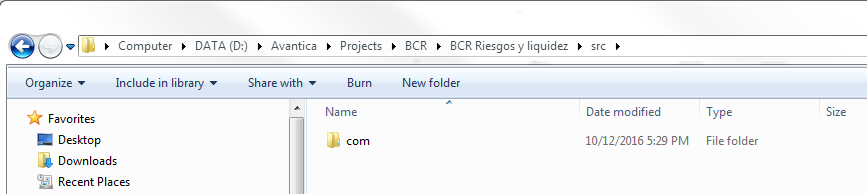 Computer DATA (D:) Avantica Projects BCR BCR Riesgos y liquidez src
Organize Include in library Share with Burn New folder
Favorites
Desktop
Downloads
Recent Places
Name Date modified Type Size
com 10/12/2016 5:29 PM File folder